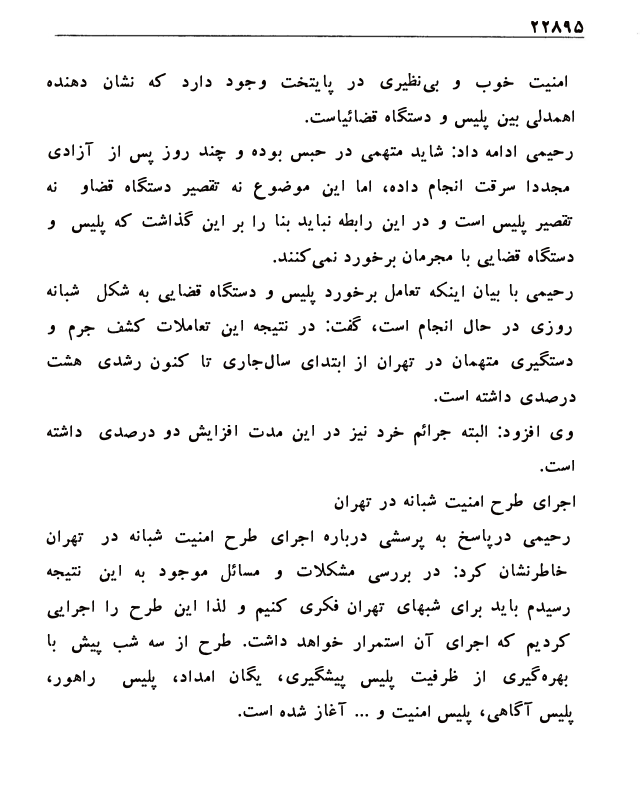 ۲۲۸۹۵
امنیت خوب و بی‌نظیری در پایتخت وجود دارد که نشان دهنده
اهمدلی بین پلیس و دستگاه قضائیاست.
رحیمی ادامه داد: شاید متهمی در حبس بوده و چند روز پس از آزادی
مجددا سرقت انجام داده، اما این موضوع نه تقصیر دستگاه قضاو نه
تقصیر پلیس است و در این رابطه نباید بنا را بر این گذاشت که پلیس و
دستگاه قضایی با مجرمان برخورد نمی‌کنند.
رحیمی با بیان اینکه تعامل برخورد پلیس و دستگاه قضایی به شکل شبانه
روزی در حال انجام است، گفت: در نتیجه این تعاملات کشف جرم و
دستگیری متهمان در تهران از ابتدای سال‌جاری تا کنون رشدی هشت
درصدی داشته است.
وی افزود: البته جرائم خرد نیز در این مدت افزایش دو درصدی داشته
است.
اجرای طرح امنیت شبانه در تهران
رحیمی درپاسخ به پرسشی درباره اجرای طرح امنیت شبانه در تهران
خاطرنشان کرد: در بررسی مشکلات و مسائل موجود به این نتیجه
رسیدم باید برای شبهای تهران فکری کنیم و لذا این طرح را اجرایی
کردیم که اجرای آن استمرار خواهد داشت. طرح از سه شب پیش با
بهره‌گیری از ظرفیت پلیس پیشگیری، یگان امداد، پلیس راهور،
پلیس آگاهی، پلیس امنیت و ... آغاز شده است.